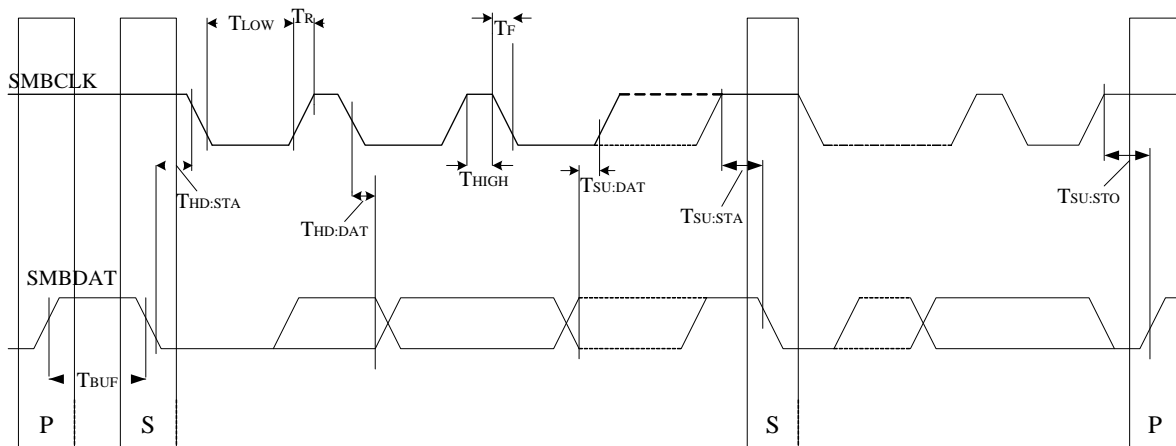 TLOW TR TF
SMBCLK
THIGH TSU:DAT
THD:STA TSU:STA TSU:STO
THD:DAT
SMBDAT
TBUF
P S S P